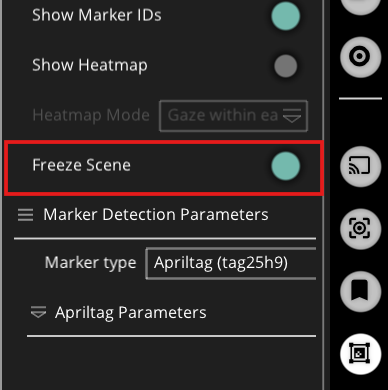 Show Marker IDs
Show Heatmap
Heatmap Mode Gaze within ea
Freeze Scene
Marker Detection Parameters
Marker type Apriltag (tag25h9)
Apriltag Parameters